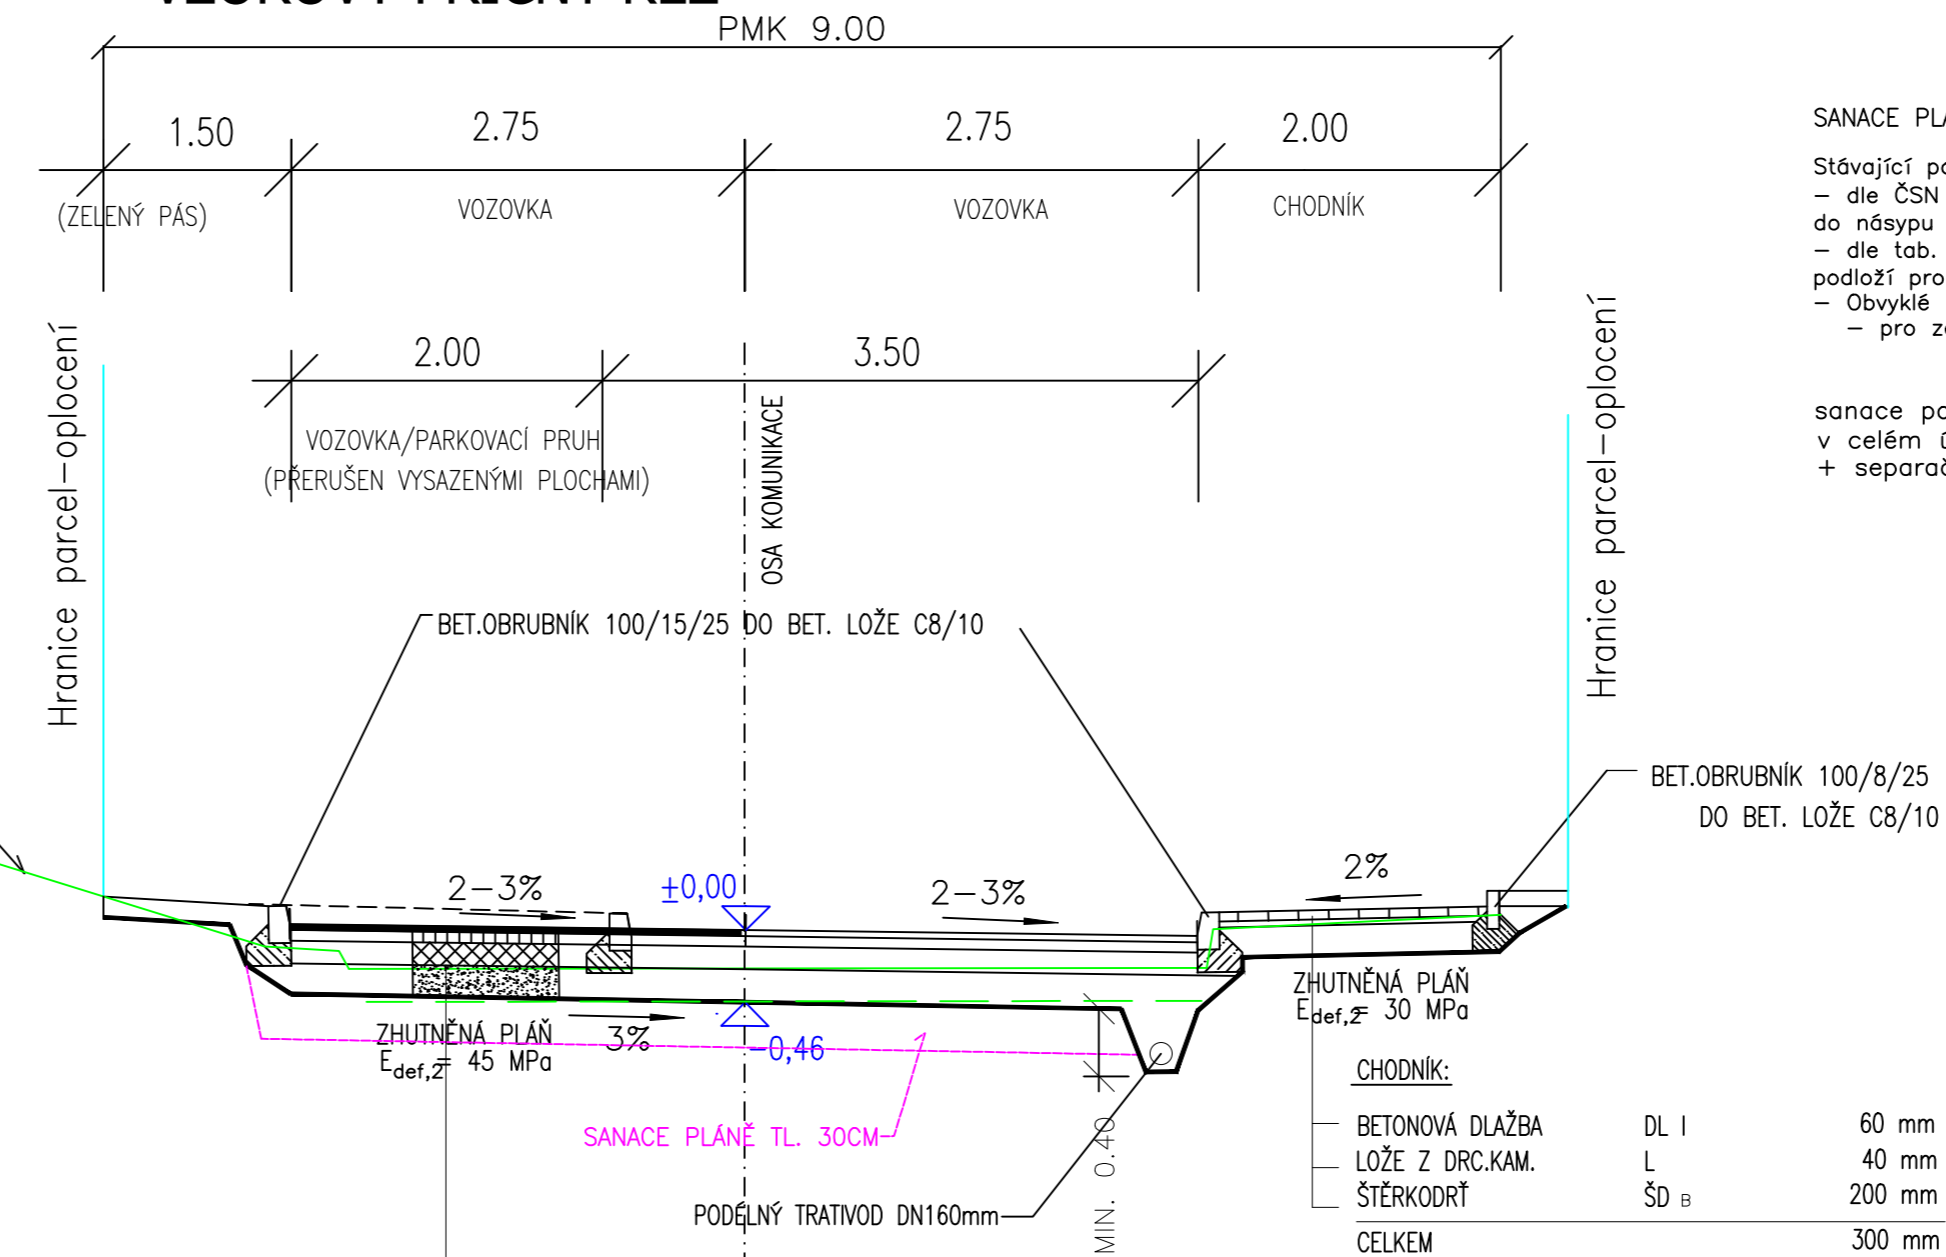 PMK 9.00
1.50
2.75
2.75
2.00
(ZELENÝ PÁS)
VOZOVKA
VOZOVKA
CHODNÍK
SANACE
Stávající
– dle ČSN
do násypu
– dle tab.
podloží pro
– Obvyklé
– pro
sanace
v celém
+
2.00
3.50
VOZOVKA/PARKOVACÍ PRUH
(PŘERUŠEN VYSAZENÝMI PLOCHAMI)
OSA KOMUNIKACE
Hranice parcel–oplocení
Hranice parcel–oplocení
BET.OBRUBNÍK 100/15/25 DO BET. LOŽE C8/10
BET.OBRUBNÍK 100/8/25
DO BET. LOŽE C8/10
2–3%
±0,00
2–3%
2%
ZHUTNĚNÁ PLÁŇ
Edef,2= 45 MPa
3%
–0,46
ZHUTNĚNÁ PLÁŇ
Edef,2= 30 MPa
SANACE PLÁNĚ TL. 30CM
PODÉLNÝ TRATIVOD DN160mm
MIN. 0.40
CHODNÍK:
BETONOVÁ DLAŽBA DL I 60 mm
LOŽE Z DRC.KAM. L 40 mm
ŠTĚRKODRŤ ŠD B 200 mm
CELKEM 300 mm